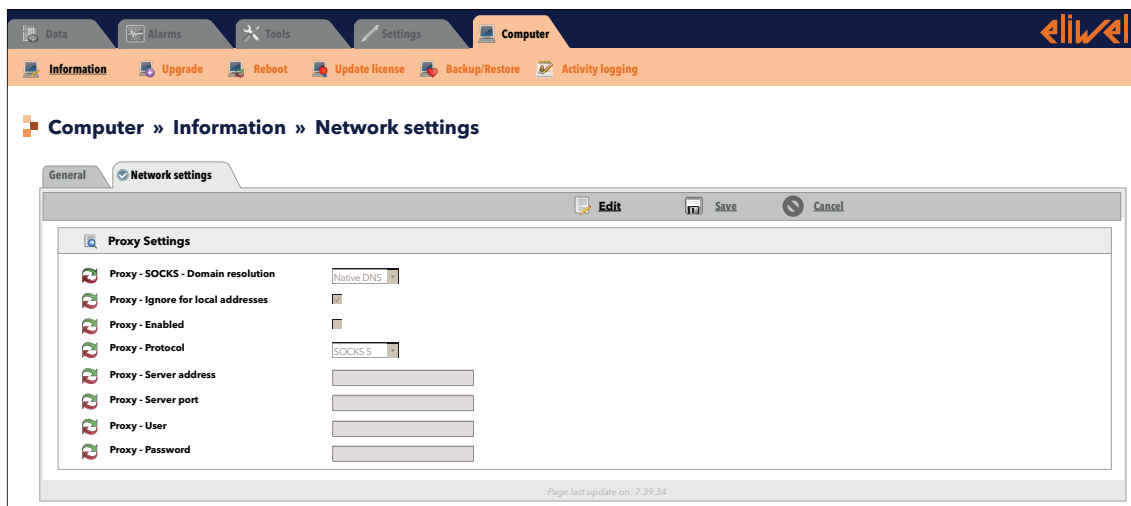 Data Alarms Tools Settings Computer eliwel
Information Upgrade Reboot Update license Backup/Restore Activity logging
Computer » Information » Network settings
General Network settings
Edit Save Cancel
Proxy Settings
Proxy - SOCKS - Domain resolution Native DNS
Proxy - Ignore for local addresses
Proxy - Enabled
Proxy - Protocol SOCKS 5
Proxy - Server address
Proxy - Server port
Proxy - User
Proxy - Password
Page last update on: 7.39.34